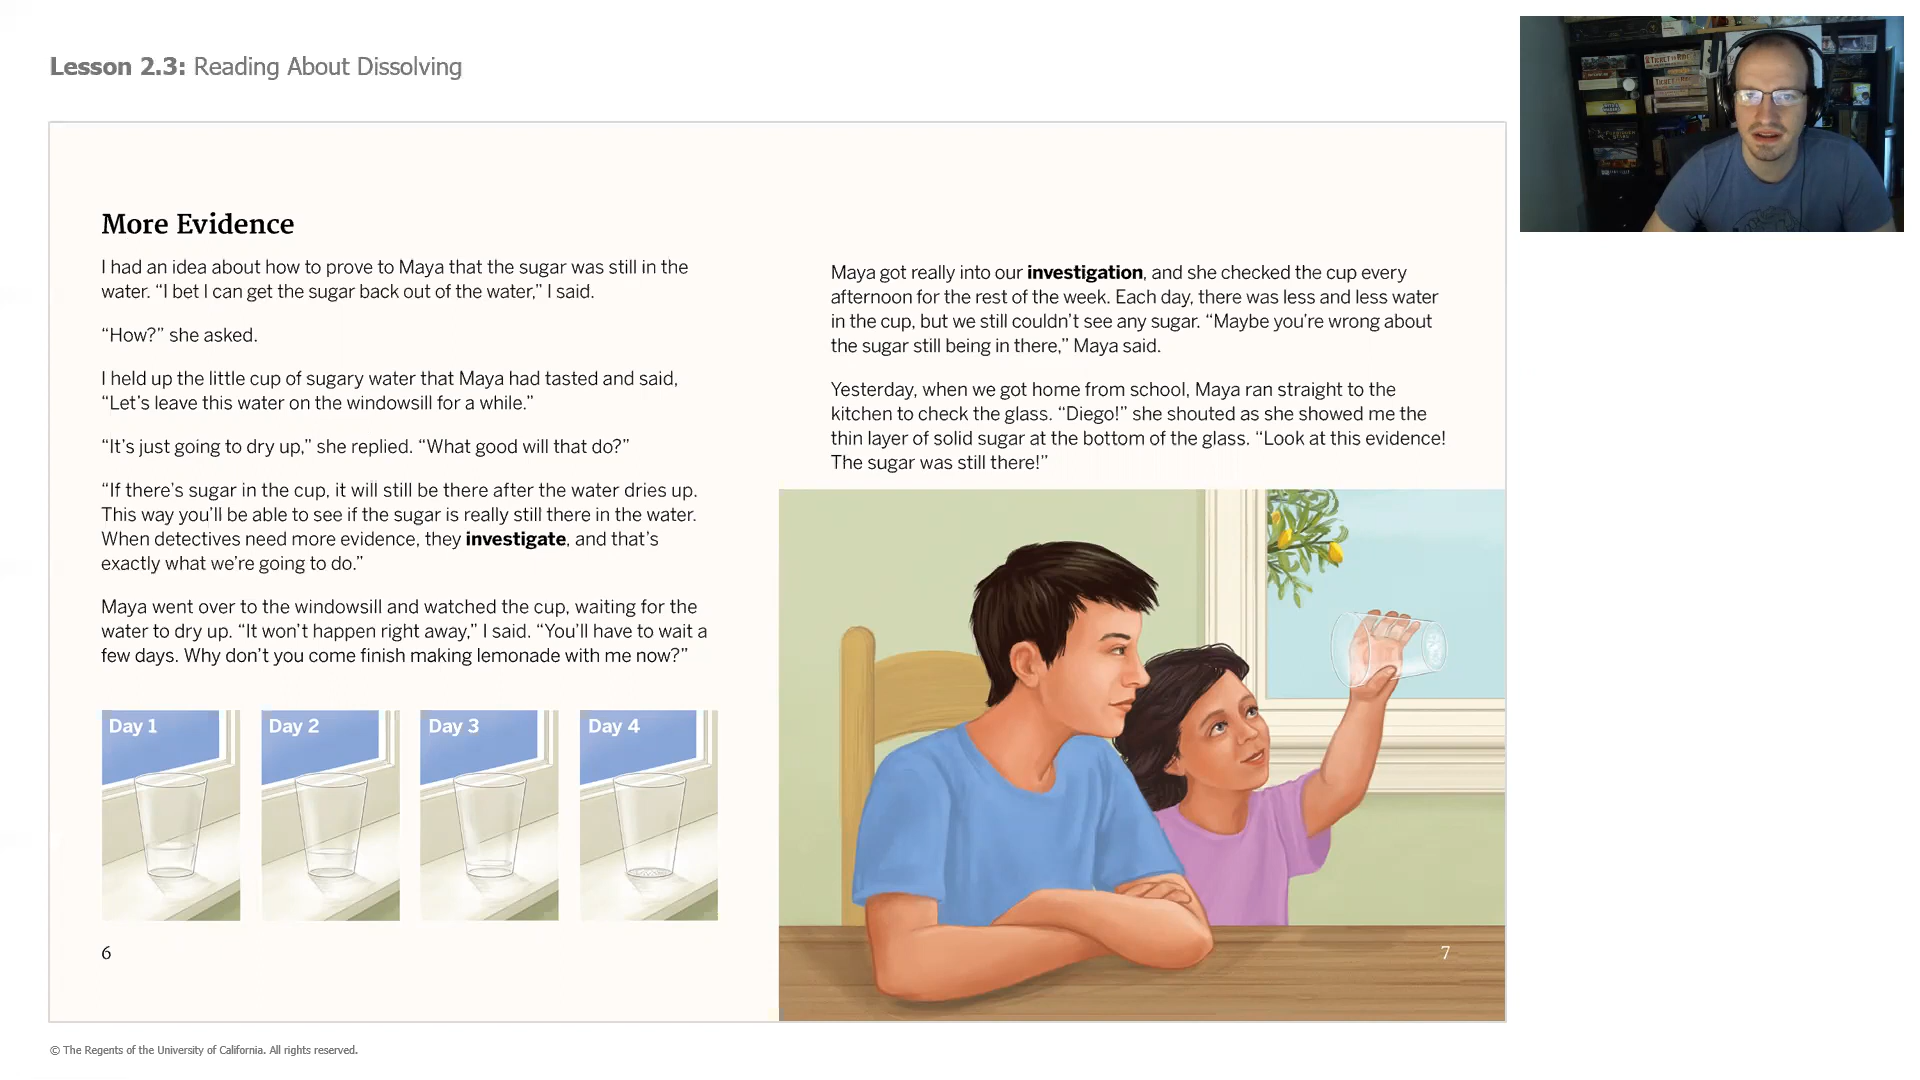 Lesson 2.3: Reading About Dissolving
More Evidence
I had an idea about how to prove to Maya that the sugar was still in the
water. “I bet I can get the sugar back out of the water,” I said.
“How?” she asked.
I held up the little cup of sugary water that Maya had tasted and said,
“Let’s leave this water on the windowsill for a while.”
“It’s just going to dry up,” she replied. “What good will that do?”
“If there’s sugar in the cup, it will still be there after the water dries up.
This way you’ll be able to see if the sugar is really still there in the water.
When detectives need more evidence, they investigate, and that’s
exactly what we’re going to do.”
Maya went over to the windowsill and watched the cup, waiting for the
water to dry up. “It won’t happen right away,” I said. “You’ll have to wait a
few days. Why don’t you come finish making lemonade with me now?”
Day 1
Day 2
Day 3
Day 4
6
Maya got really into our investigation, and she checked the cup every
afternoon for the rest of the week. Each day, there was less and less water
in the cup, but we still couldn’t see any sugar. “Maybe you’re wrong about
the sugar still being in there,” Maya said.
Yesterday, when we got home from school, Maya ran straight to the
kitchen to check the glass. “Diego!” she shouted as she showed me the
thin layer of solid sugar at the bottom of the glass. “Look at this evidence!
The sugar was still there!”
7
© The Regents of the University of California. All rights reserved.
TICKET TO RIDE